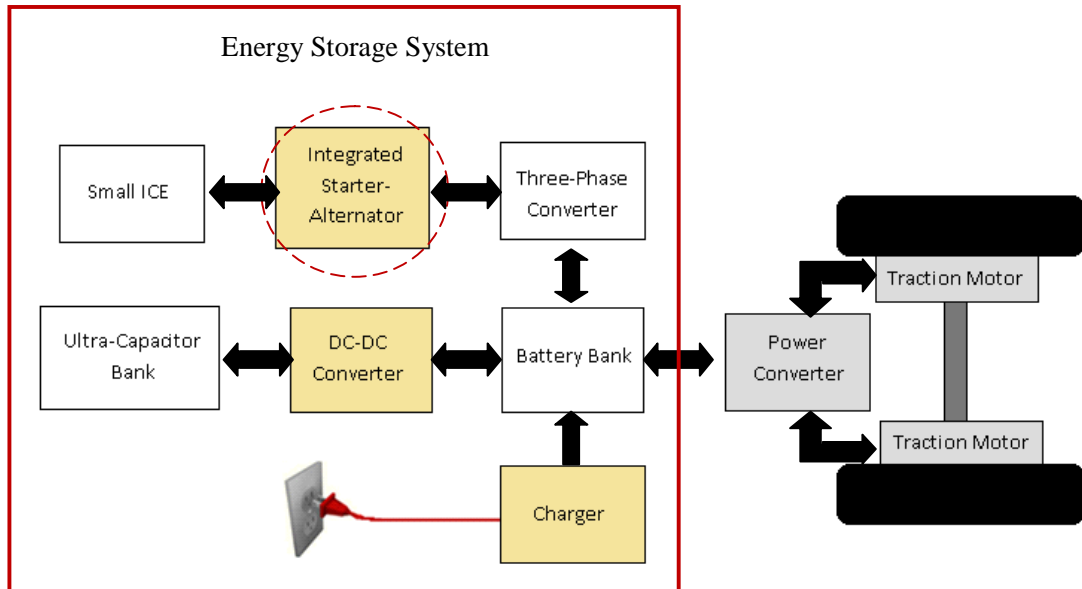 Energy Storage System
Small ICE
Integrated
Starter-
Alternator
Three-Phase
Converter
Traction Motor
Ultra-Capacitor
Bank
DC-DC
Converter
Battery Bank
Power
Converter
Traction Motor
Charger